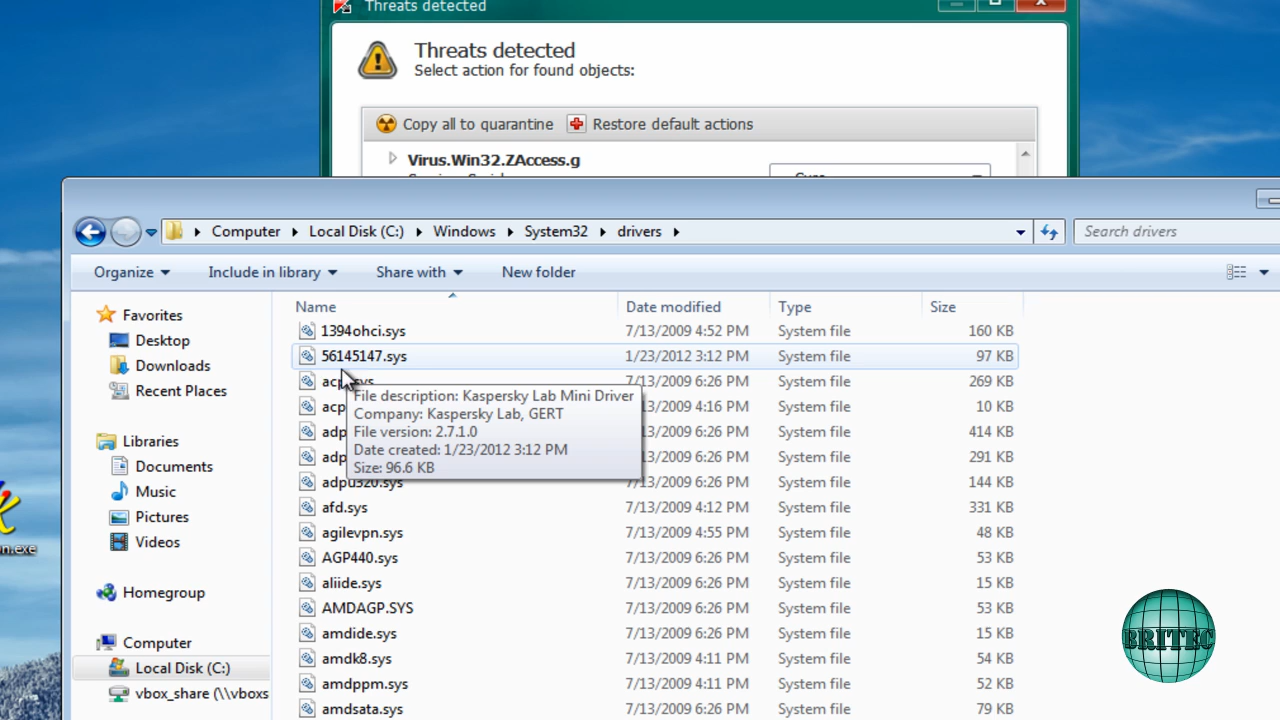 Threats detected
Threats detected
Select action for found objects:
Copy all to quarantine Restore default actions
Virus.Win32.ZAccess.g
Computer Local Disk (C:) Windows System32 drivers Search drivers
Organize Include in library Share with New folder
Favorites
Desktop
Downloads
Recent Places
Libraries
Documents
Music
Pictures
Videos
Homegroup
Computer
Local Disk (C:)
vbox_share (\\vboxs
Name Date modified Type Size
1394ohci.sys 7/13/2009 4:52 PM System file 160 KB
56145147.sys 1/23/2012 3:12 PM System file 97 KB
.sys /13/2009 6:26 PM System file 269 KB
acp /13/2009 4:16 PM System file 10 KB
adp /13/2009 6:26 PM System file 414 KB
adp /13/2009 6:26 PM System file 291 KB
adpu320.sys 7/13/2009 6:26 PM System file 144 KB
afd.sys 7/13/2009 4:12 PM System file 331 KB
agilevpn.sys 7/13/2009 4:55 PM System file 48 KB
AGP440.sys 7/13/2009 6:26 PM System file 53 KB
aliide.sys 7/13/2009 6:26 PM System file 15 KB
AMDAGP.SYS 7/13/2009 6:26 PM System file 53 KB
amdide.sys 7/13/2009 6:26 PM System file 15 KB
amdk8.sys 7/13/2009 4:11 PM System file 54 KB
amdppm.sys 7/13/2009 4:11 PM System file 52 KB
amdsata.sys 7/13/2009 6:26 PM System file 79 KB
File description: Kaspersky Lab Mini Driver
Company: Kaspersky Lab, GERT
File version: 2.7.1.0
Date created: 1/23/2012 3:12 PM
Size: 96.6 KB
n.exe
BRITEC